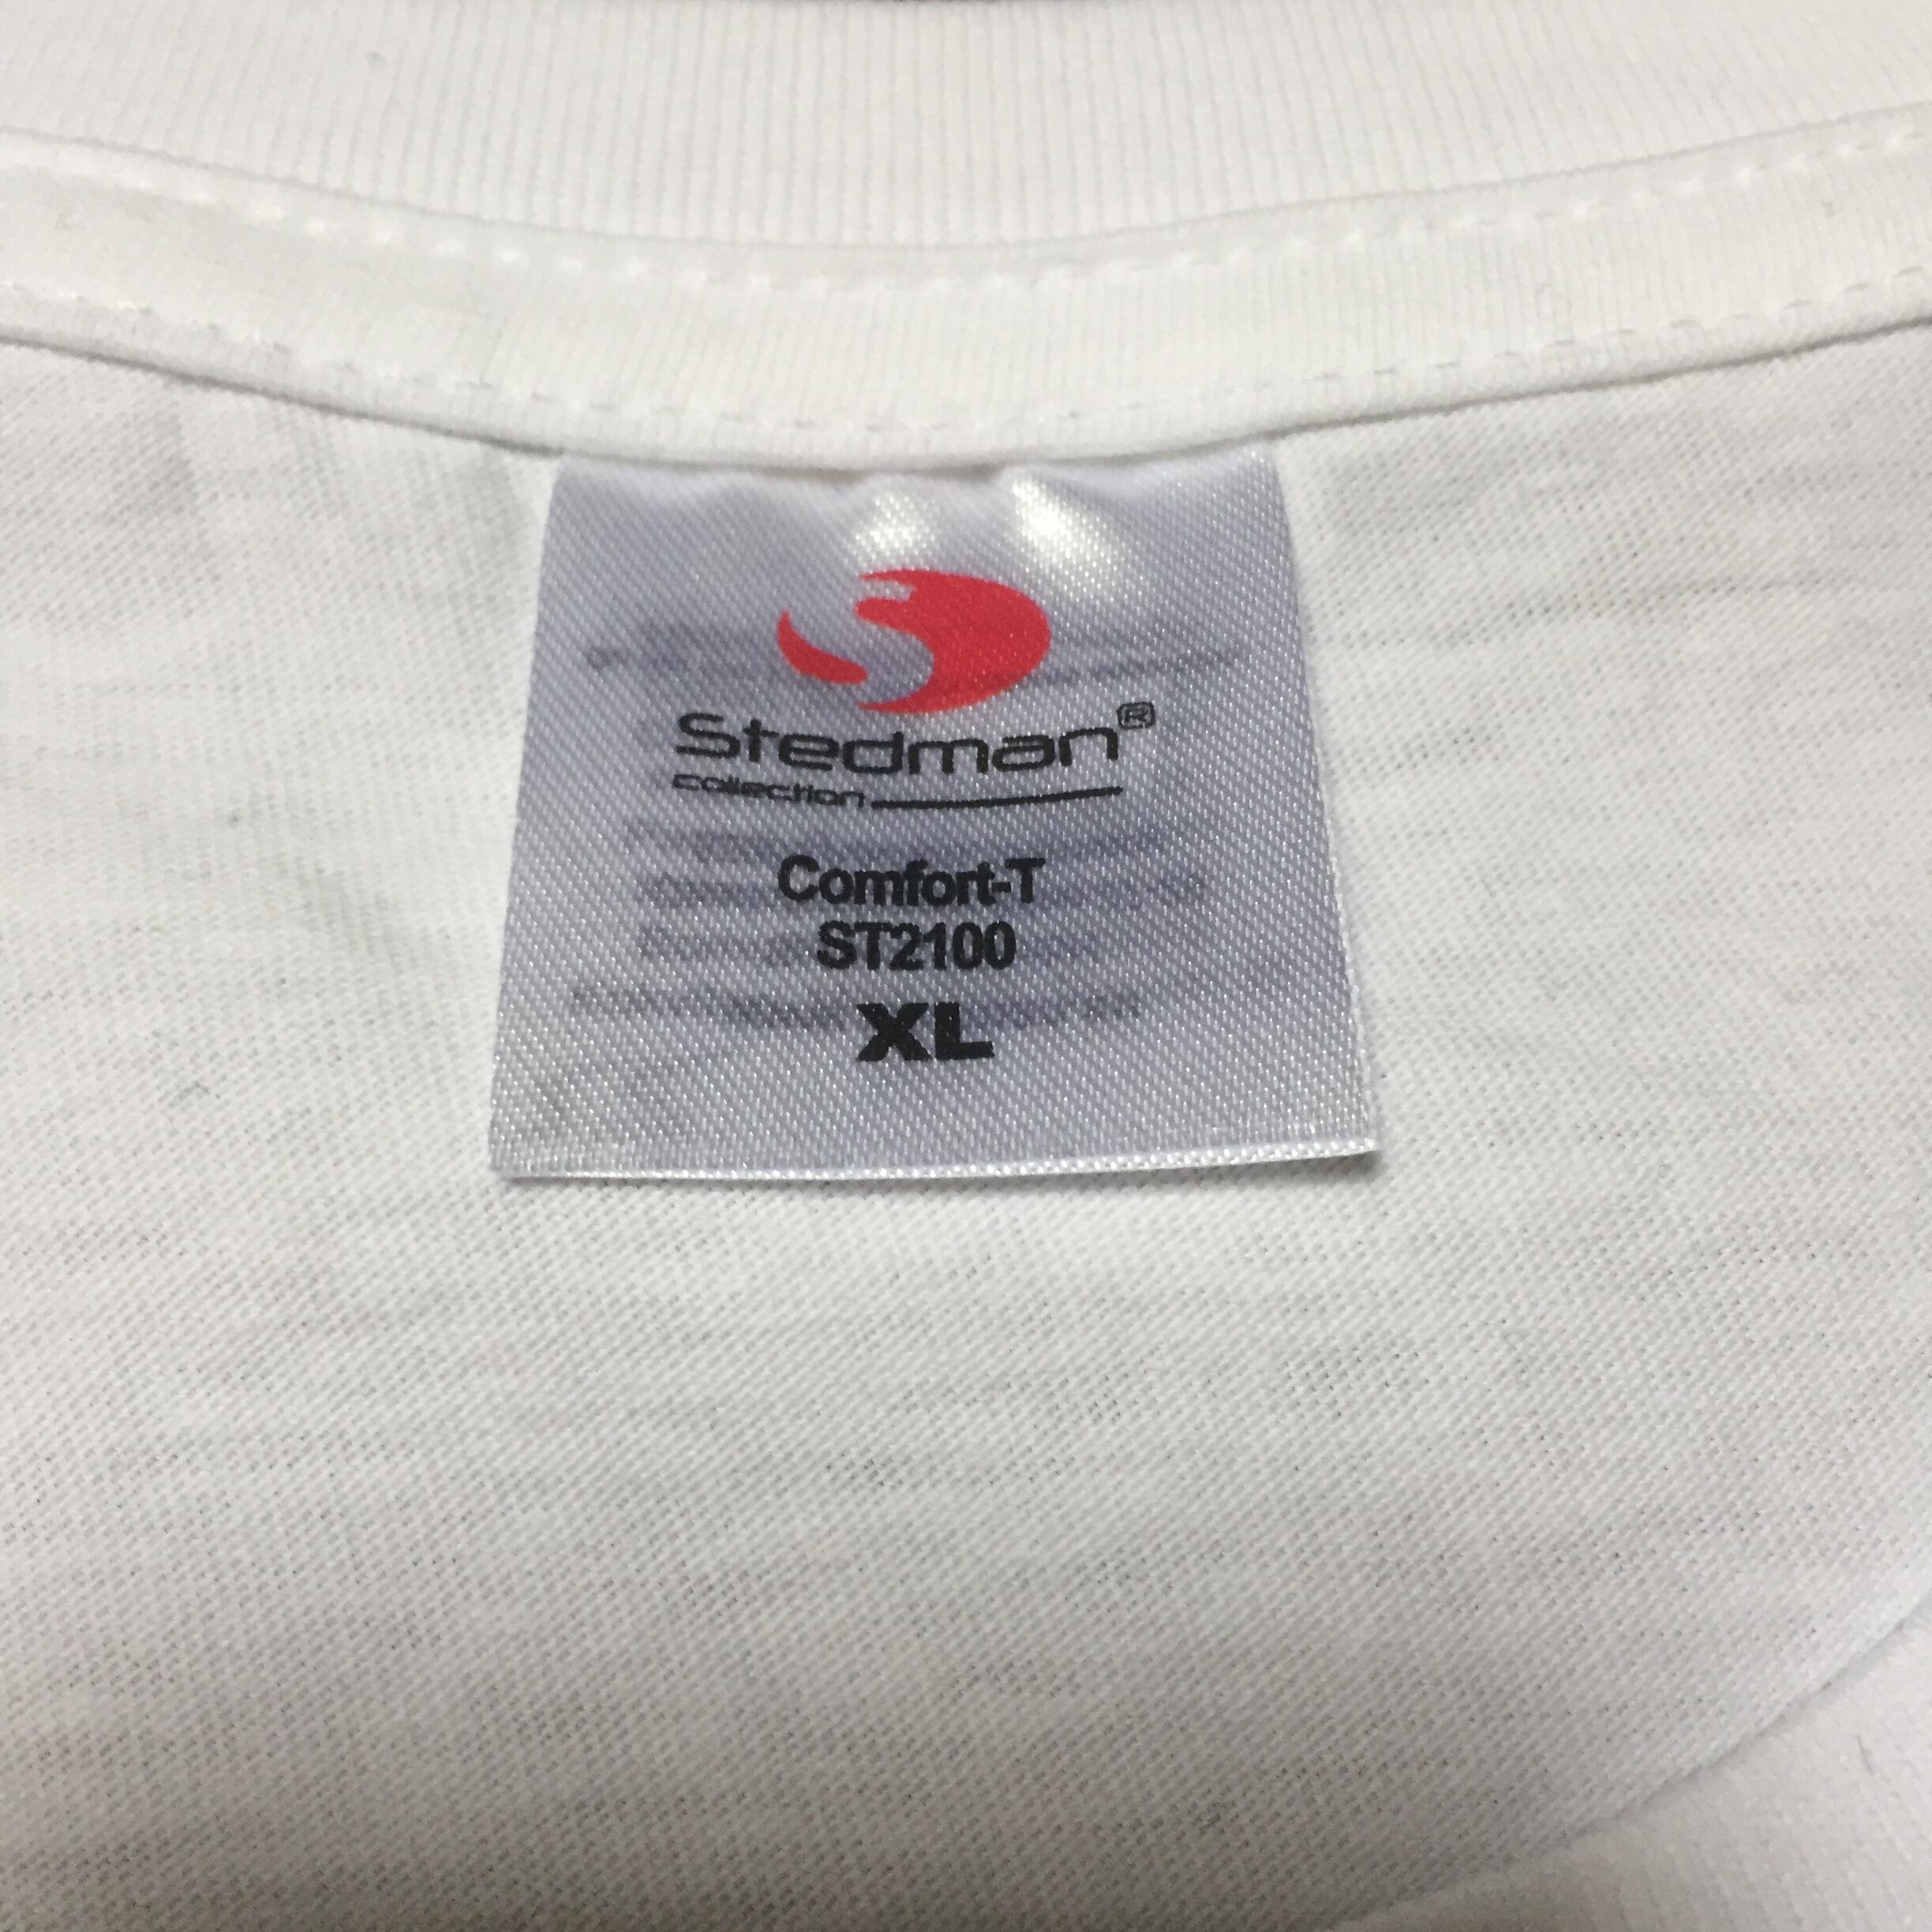 Stedman®
collection
Comfort-T
ST2100
XL